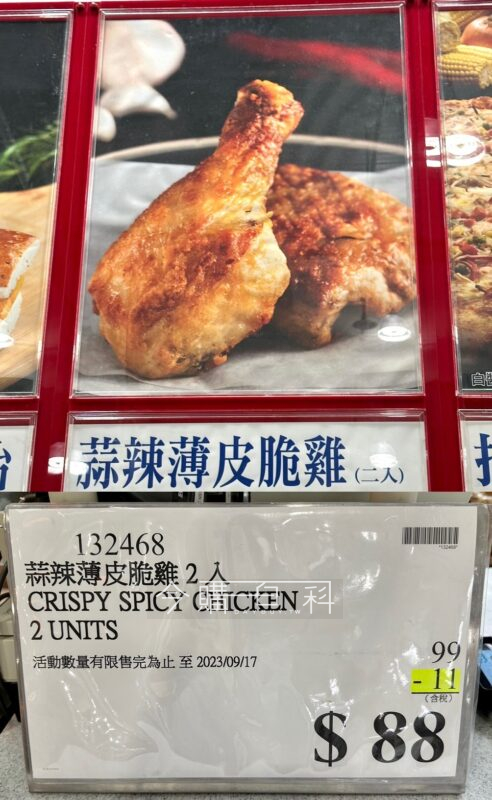 蒜辣薄皮脆雞(二入)
132468
蒜辣薄皮脆雞 2 入
CRISPY SPICY CHICKEN
2 UNITS
活動數量有限售完為止 至 2023/09/17
99
- 11
(含稅)
$ 88